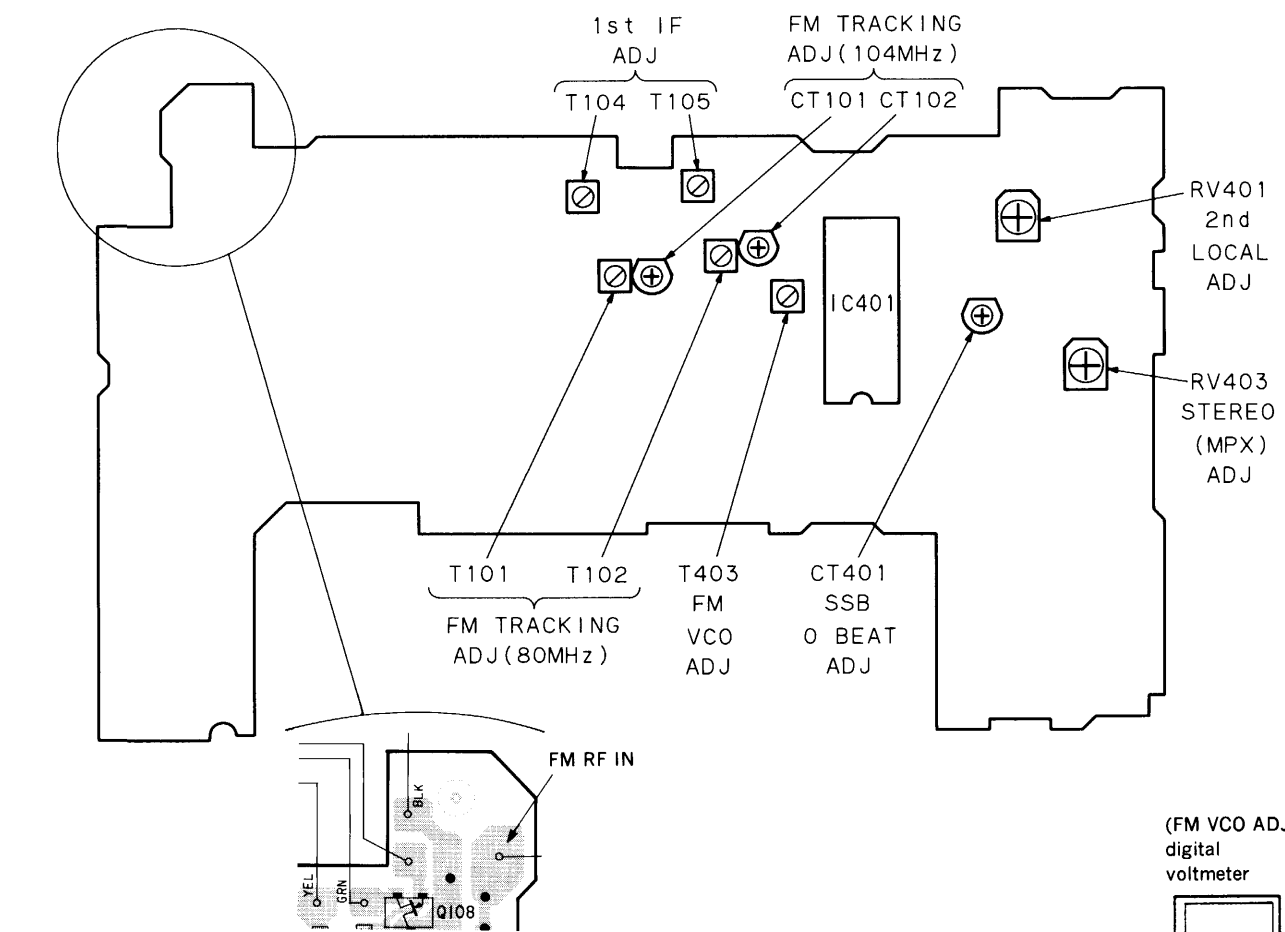 1st IF
ADJ
T104 T105
FM TRACKING
ADJ(104MHz)
CT101 CT102
RV401
2nd
LOCAL
ADJ
IC401
RV403
STEREO
(MPX)
ADJ
T101 T102
FM TRACKING
ADJ(80MHz)
T403
FM
VCO
ADJ
CT401
SSB
0 BEAT
ADJ
FM RF IN
BLK
YEL
GRN
Q108
(FM VCO ADJ
digital
voltmeter